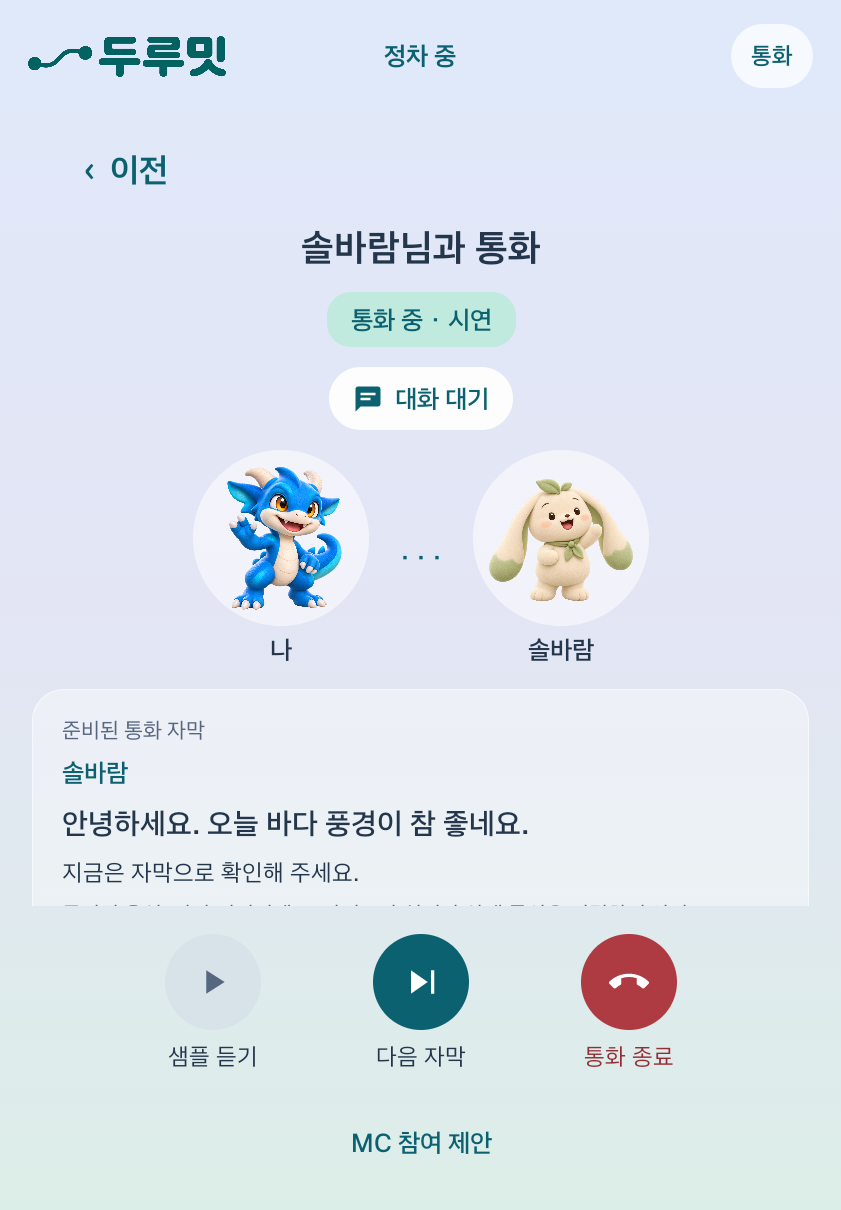 두루밋
정차 중
통화
‹ 이전
솔바람님과 통화
통화 중 · 시연
대화 대기
나
솔바람
준비된 통화 자막
솔바람
안녕하세요. 오늘 바다 풍경이 참 좋네요.
지금은 자막으로 확인해 주세요.
샘플 듣기
다음 자막
통화 종료
MC 참여 제안